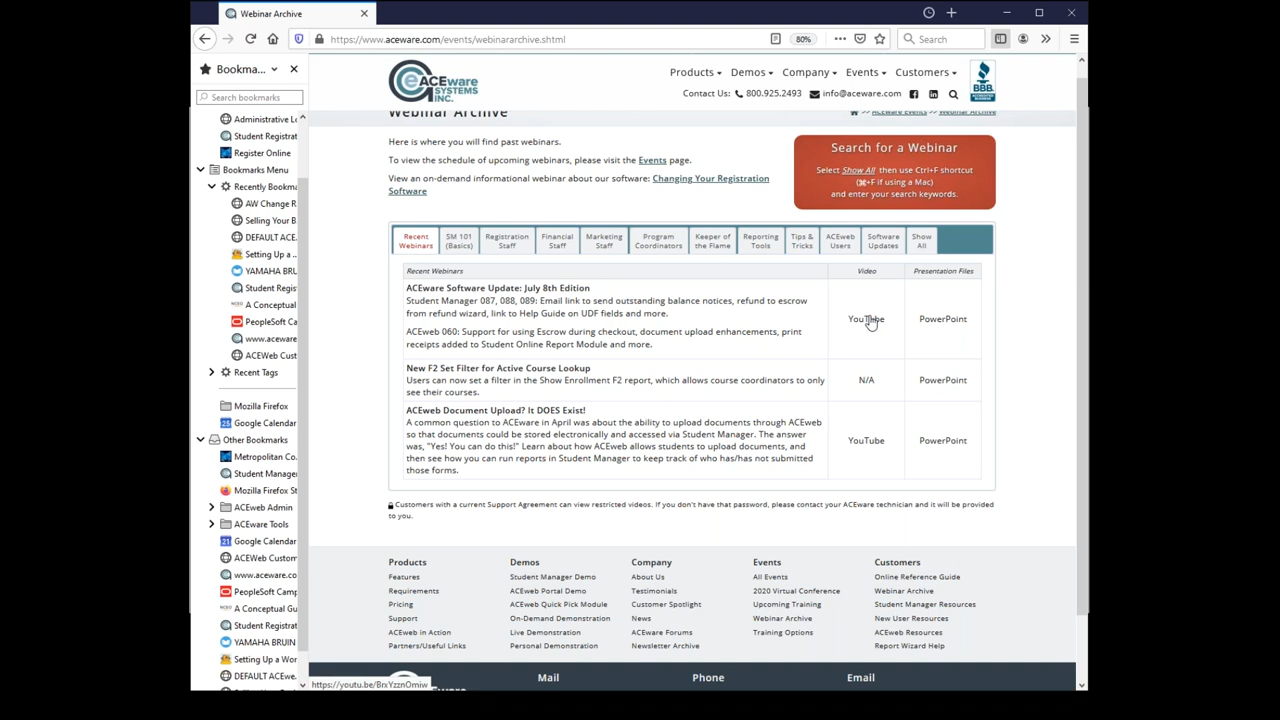 Webinar Archive
https://www.aceware.com/events/webinararchive.shtml
80%
Search
Bookma...
Search bookmarks
Administrative Lo
Student Registrat
Register Online
Bookmarks Menu
Recently Bookma
AW Change R
Selling Your B
DEFAULT ACE.
Setting Up a ..
YAMAHA BRUI
Student Regis
A Conceptual
PeopleSoft Ca
www.aceware
ACEWeb Cust
Recent Tags
Mozilla Firefox
Google Calendar
Other Bookmarks
Metropolitan Co.
Student Manage
Mozilla Firefox St
ACEweb Admin
ACEware Tools
Google Calendar
ACEWeb Custom
www.aceware.co
PeopleSoft Camp
A Conceptual Gu
Student Registrat
YAMAHA BRUIN
Setting Up a Wor
DEFAULT ACEwe.
ACEware
SYSTEMS
INC.
Products
Demos
Company
Events
Customers
Contact Us:
800.925.2493
info@aceware.com
BBB
Webinar Archive
>> ACEware Events >> Webinar Archive
Here is where you will find past webinars.
To view the schedule of upcoming webinars, please visit the Events page.
View an on-demand informational webinar about our software: Changing Your Registration
Software
Search for a Webinar
Select Show All then use Ctrl+F shortcut
(⌘+F if using a Mac)
and enter your search keywords.
Recent Webinars
SM 101 (Basics)
Registration Staff
Financial Staff
Marketing Staff
Program Coordinators
Keeper of the Flame
Reporting Tools
Tips & Tricks
ACEweb Users
Software Updates
Show All
Recent Webinars
Video
Presentation Files
ACEware Software Update: July 8th Edition
Student Manager 087, 088, 089: Email link to send outstanding balance notices, refund to escrow
from refund wizard, link to Help Guide on UDF fields and more.
ACEweb 060: Support for using Escrow during checkout, document upload enhancements, print
receipts added to Student Online Report Module and more.
YouTube
PowerPoint
New F2 Set Filter for Active Course Lookup
Users can now set a filter in the Show Enrollment F2 report, which allows course coordinators to only
see their courses.
N/A
PowerPoint
ACEweb Document Upload? It DOES Exist!
A common question to ACEware in April was about the ability to upload documents through ACEweb
so that documents could be stored electronically and accessed via Student Manager. The answer
was, "Yes! You can do this!" Learn about how ACEweb allows students to upload documents, and
then see how you can run reports in Student Manager to keep track of who has/has not submitted
those forms.
YouTube
PowerPoint
Customers with a current Support Agreement can view restricted videos. If you don't have that password, please contact your ACEware technician and it will be provided
to you.
Products
Features
Requirements
Pricing
Support
ACEweb in Action
Partners/Useful Links
Demos
Student Manager Demo
ACEweb Portal Demo
ACEweb Quick Pick Module
On-Demand Demonstration
Live Demonstration
Personal Demonstration
Company
About Us
Testimonials
Customer Spotlight
News
ACEware Forums
Newsletter Archive
Events
All Events
2020 Virtual Conference
Upcoming Training
Webinar Archive
Training Options
Customers
Online Reference Guide
Webinar Archive
Student Manager Resources
New User Resources
ACEweb Resources
Report Wizard Help
Mail
Phone
Email
https://youtu.be/BrxYzznOmiw